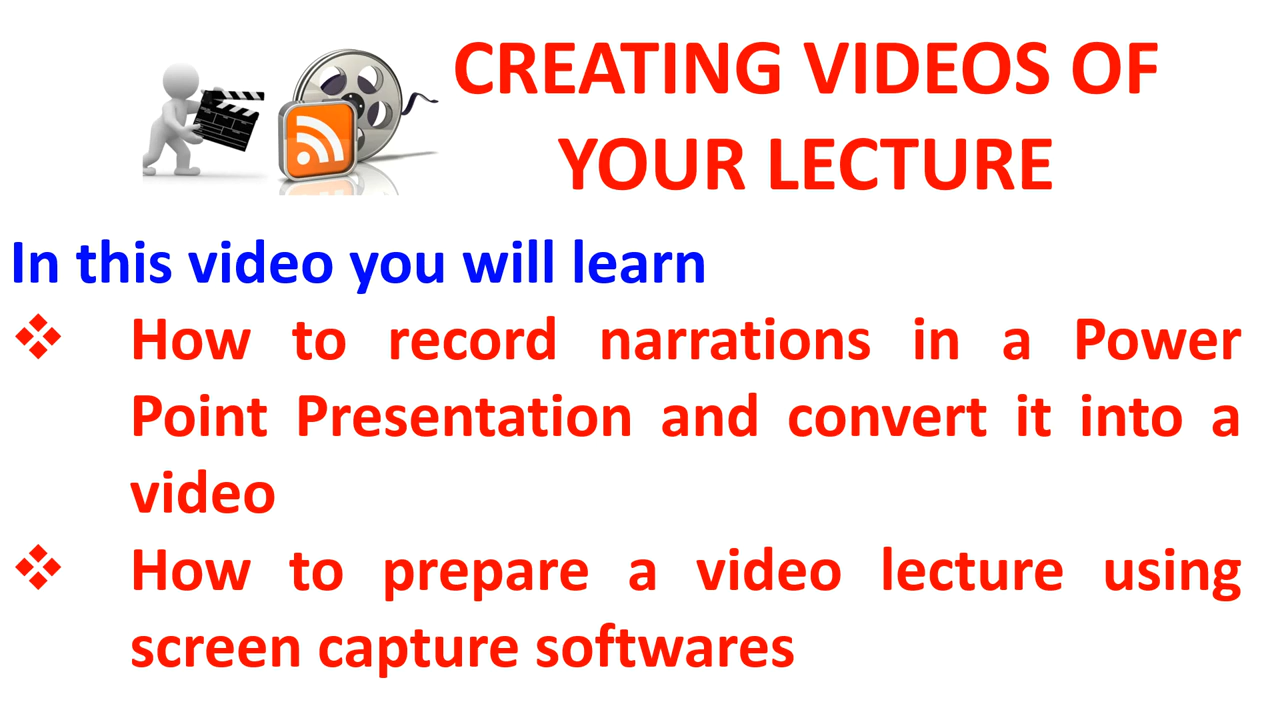 CREATING VIDEOS OF
YOUR LECTURE
In this video you will learn
❖ How to record narrations in a Power
Point Presentation and convert it into a
video
❖ How to prepare a video lecture using
screen capture softwares